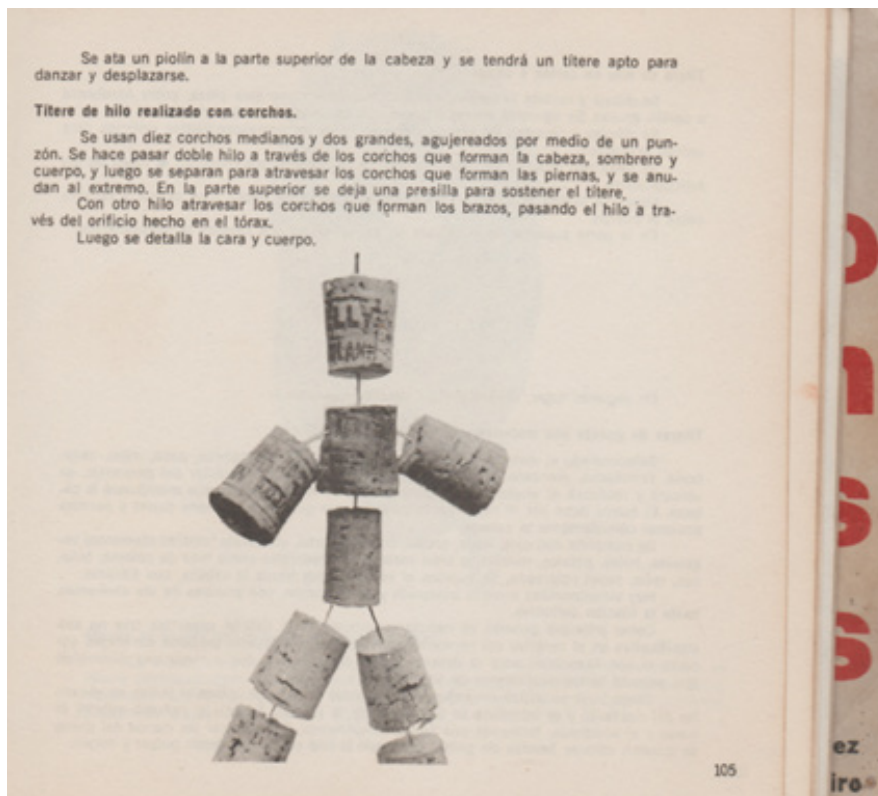 Se ata un piolín a la parte superior de la cabeza y se tendrá un títere apto para
danzar y desplazarse.
Títere de hilo realizado con corchos.
Se usan diez corchos medianos y dos grandes, agujereados por medio de un pun-
zón. Se hace pasar doble hilo a través de los corchos que forman la cabeza, sombrero y
cuerpo, y luego se separan para atravesar los corchos que forman las piernas, y se anu-
dan al extremo. En la parte superior se deja una presilla para sostener el títere.
Con otro hilo atravesar los corchos que forman los brazos, pasando el hilo a tra-
vés del orificio hecho en el tórax.
Luego se detalla la cara y cuerpo.
105
o
n
s
s
ez
iro